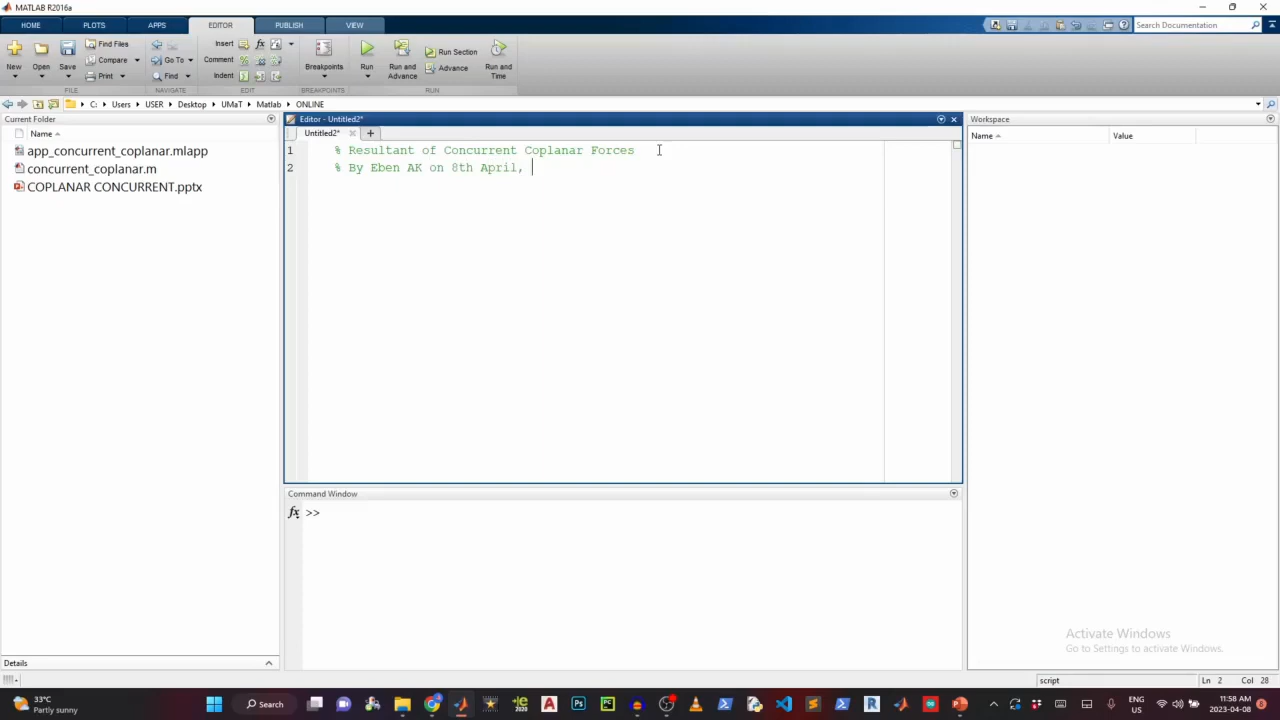 MATLAB R2016a
HOME PLOTS APPS EDITOR PUBLISH VIEW
Search Documentation
New Open Save Find Files Compare Print
Go To Find
Insert Comment Indent
Breakpoints
Run Run and Advance Run Section Advance Run and Time
FILE NAVIGATE EDIT BREAKPOINTS RUN
C: Users USER Desktop UMaT Matlab ONLINE
Current Folder
Name
app_concurrent_coplanar.mlapp
concurrent_coplanar.m
COPLANAR CONCURRENT.pptx
Details
Editor - Untitled2*
Untitled2*
1 % Resultant of Concurrent Coplanar Forces
2 % By Eben AK on 8th April,
Command Window
fx >>
Workspace
Name Value
Activate Windows
Go to Settings to activate Windows.
script Ln 2 Col 28
33°C
Partly sunny
Search
ENG
US
11:58 AM
2023-04-08